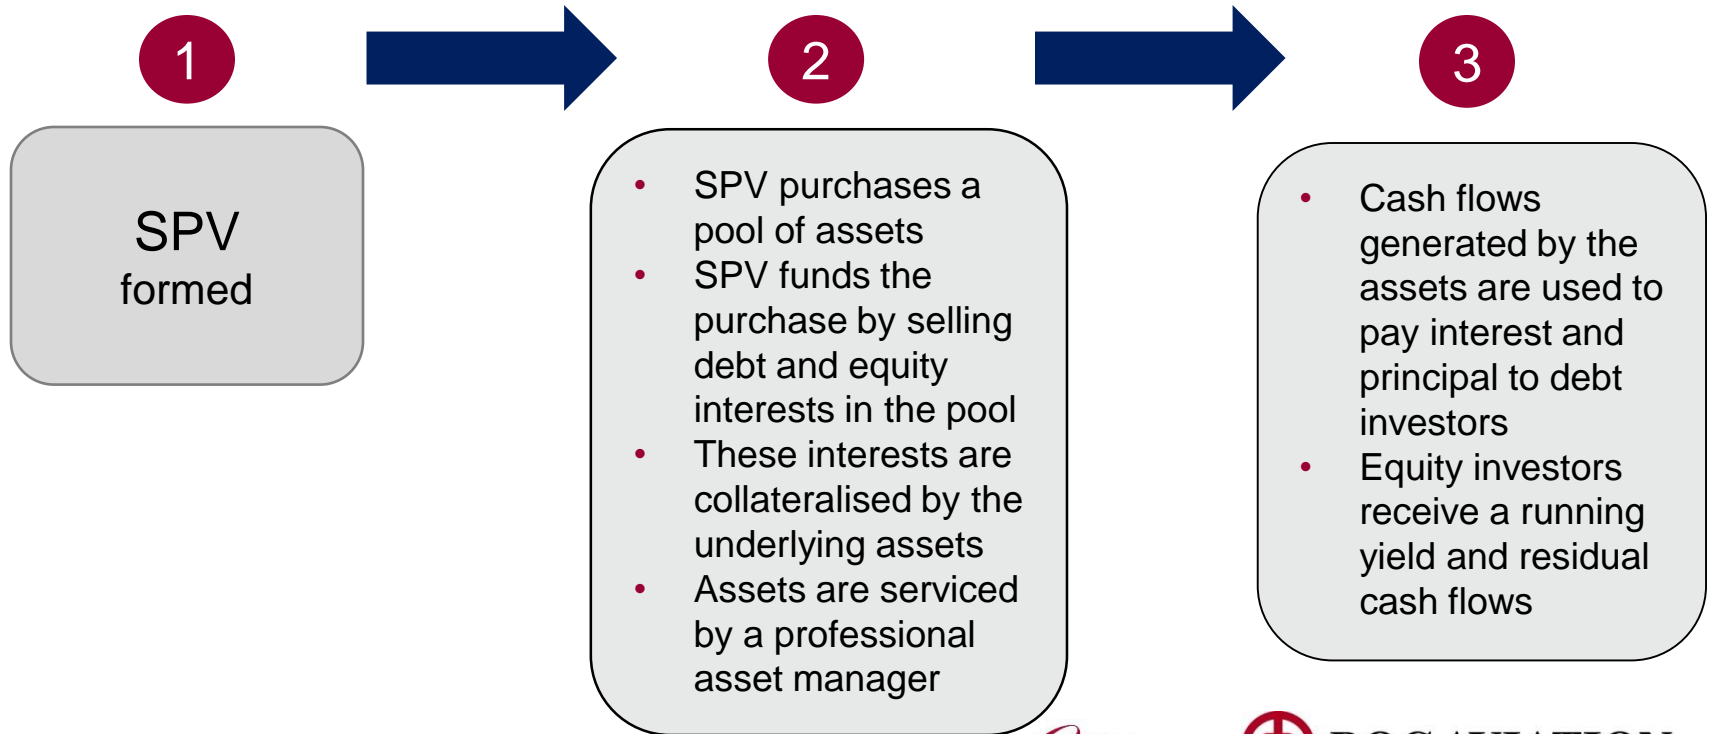 1
2
3
SPV
formed
• SPV purchases a
pool of assets
• SPV funds the
purchase by selling
debt and equity
interests in the pool
• These interests are
collateralised by the
underlying assets
• Assets are serviced
by a professional
asset manager
• Cash flows
generated by the
assets are used to
pay interest and
principal to debt
investors
• Equity investors
receive a running
yield and residual
cash flows
BOC AVIATION